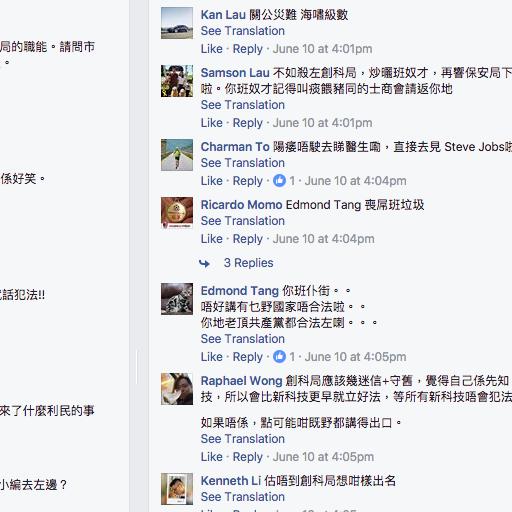 局的職能。請問市
。
係好笑。
話犯法!!
來了什麼利民的事
小編去左邊？
Kan Lau 關公災難 海嘯級數
See Translation
Like · Reply · June 10 at 4:01pm
Samson Lau 不如殺左創科局，炒曬班奴才，再響保安局下
啦。你班奴才記得叫痰餵豬同的士商會請返你地
See Translation
Like · Reply · June 10 at 4:01pm
Charman To 陽痿唔駛去睇醫生嘞，直接去見 Steve Jobs啦
See Translation
Like · Reply · 1 · June 10 at 4:04pm
Ricardo Momo Edmond Tang 喪屌班垃圾
See Translation
Like · Reply · June 10 at 4:04pm
3 Replies
Edmond Tang 你班仆街。。
唔好講有乜野國家唔合法啦。。
你地老頂共產黨都合法左喇。。。
See Translation
Like · Reply · 1 · June 10 at 4:05pm
Raphael Wong 創科局應該幾迷信+守舊，覺得自己係先知
技，所以會比新科技更早就立好法，等所有新科技唔會犯法
如果唔係，點可能咁既野都講得出口。
See Translation
Like · Reply · June 10 at 4:05pm
Kenneth Li 估唔到創科局想咁樣出名
See Translation